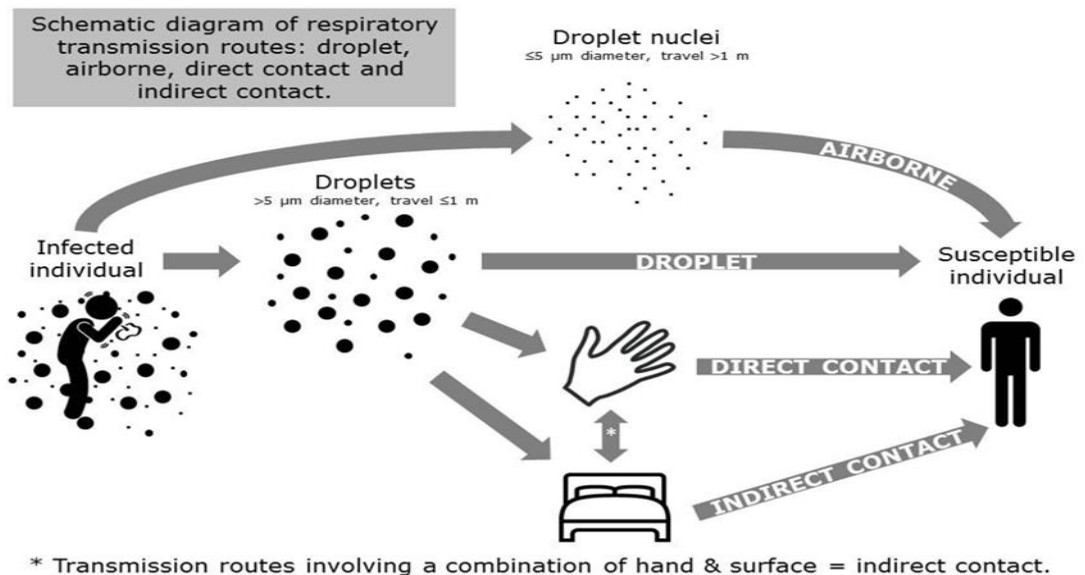 Schematic diagram of respiratory
transmission routes: droplet,
airborne, direct contact and
indirect contact.
Droplet nuclei
≤5 μm diameter, travel >1 m
AIRBORNE
Droplets
>5 μm diameter, travel ≤1 m
Infected
individual
DROPLET
Susceptible
individual
DIRECT CONTACT
*
INDIRECT CONTACT
* Transmission routes involving a combination of hand & surface = indirect contact.